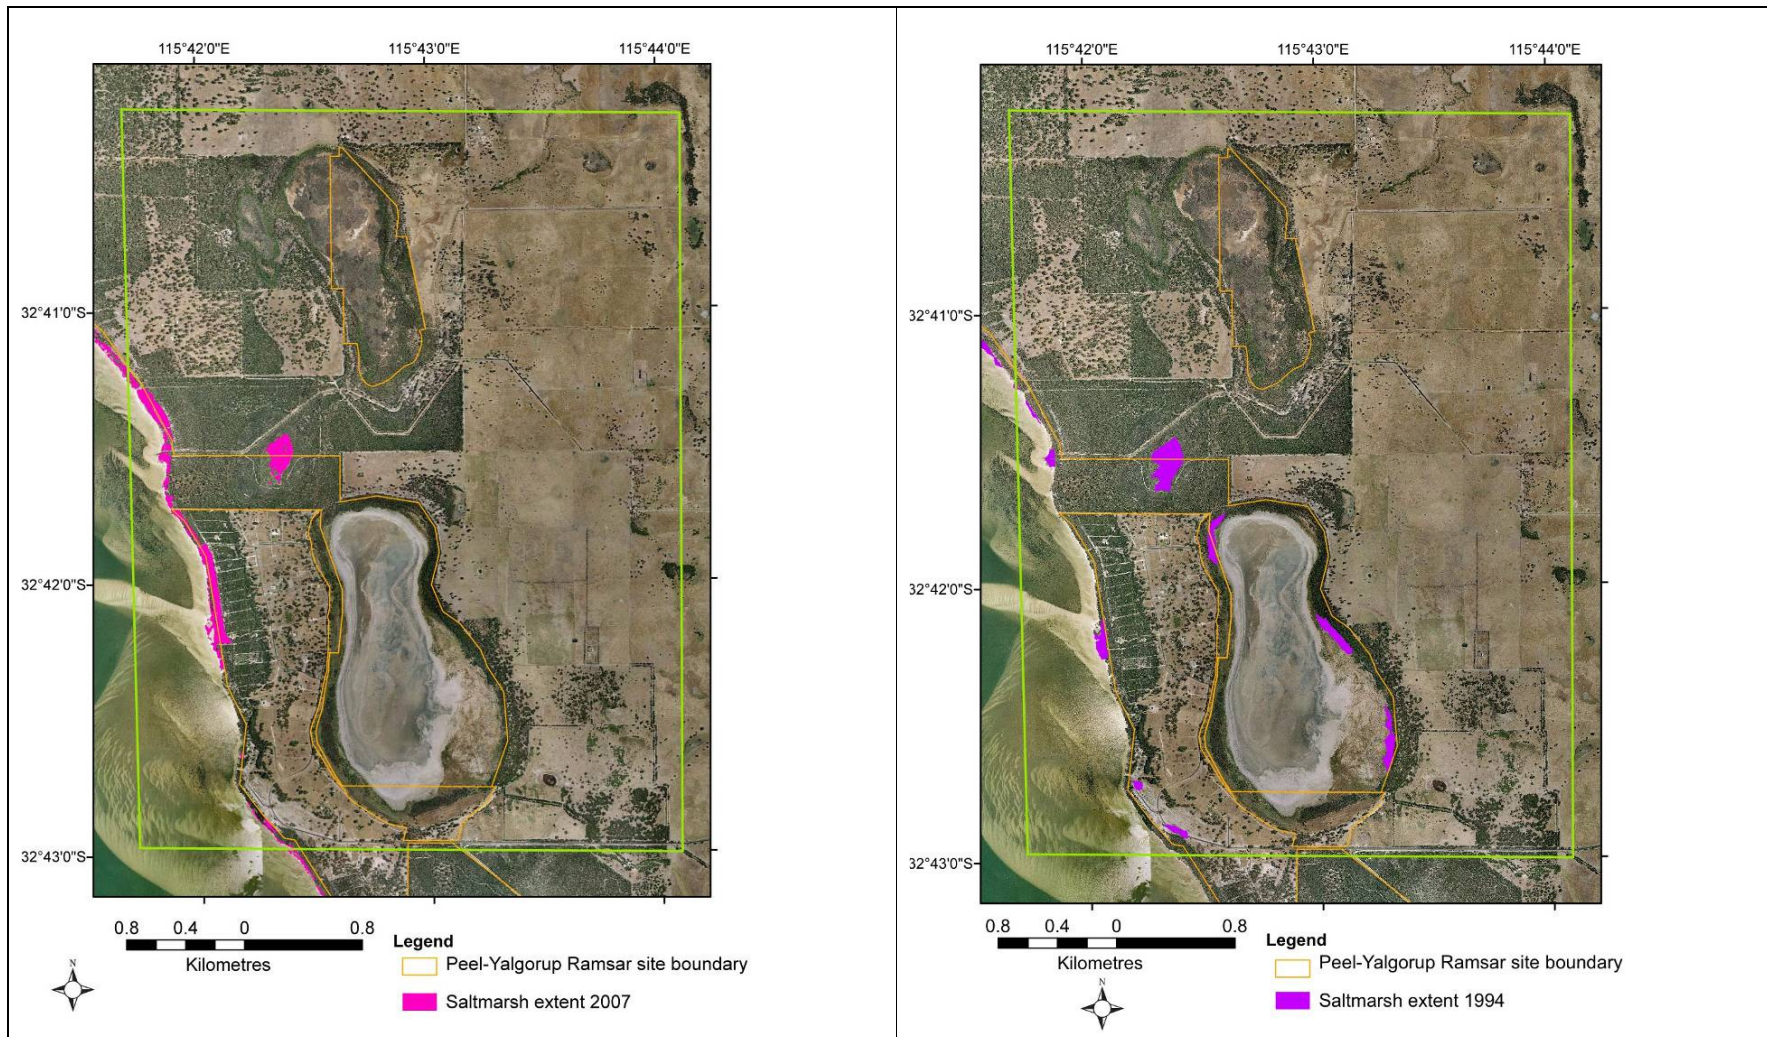 115°42'0"E 115°43'0"E 115°44'0"E
32°41'0"S
32°42'0"S
32°43'0"S
0.8 0.4 0 0.8
Kilometres
N
Legend
Peel-Yalgorup Ramsar site boundary
Saltmarsh extent 2007
115°42'0"E 115°43'0"E 115°44'0"E
32°41'0"S
32°42'0"S
32°43'0"S
0.8 0.4 0 0.8
Kilometres
N
Legend
Peel-Yalgorup Ramsar site boundary
Saltmarsh extent 1994